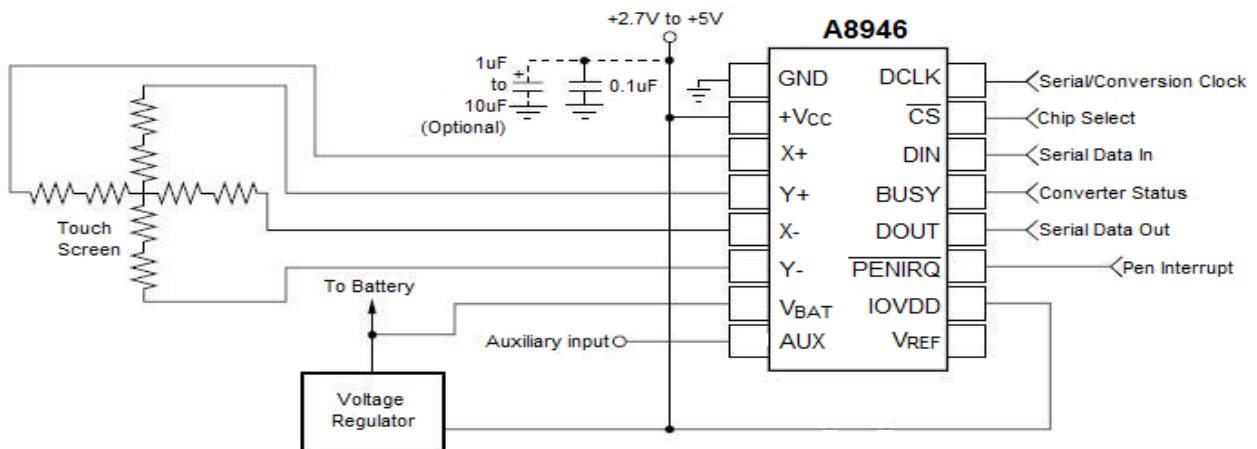 +2.7V to +5V
A8946
1uF
to
10uF
(Optional)
+
0.1uF
GND
DCLK
Serial/Conversion Clock
+VCC
CS
Chip Select
X+
DIN
Serial Data In
Y+
BUSY
Converter Status
X-
DOUT
Serial Data Out
Y-
PENIRQ
Pen Interrupt
VBAT
IOVDD
AUX
VREF
Touch
Screen
To Battery
Auxiliary input
Voltage
Regulator